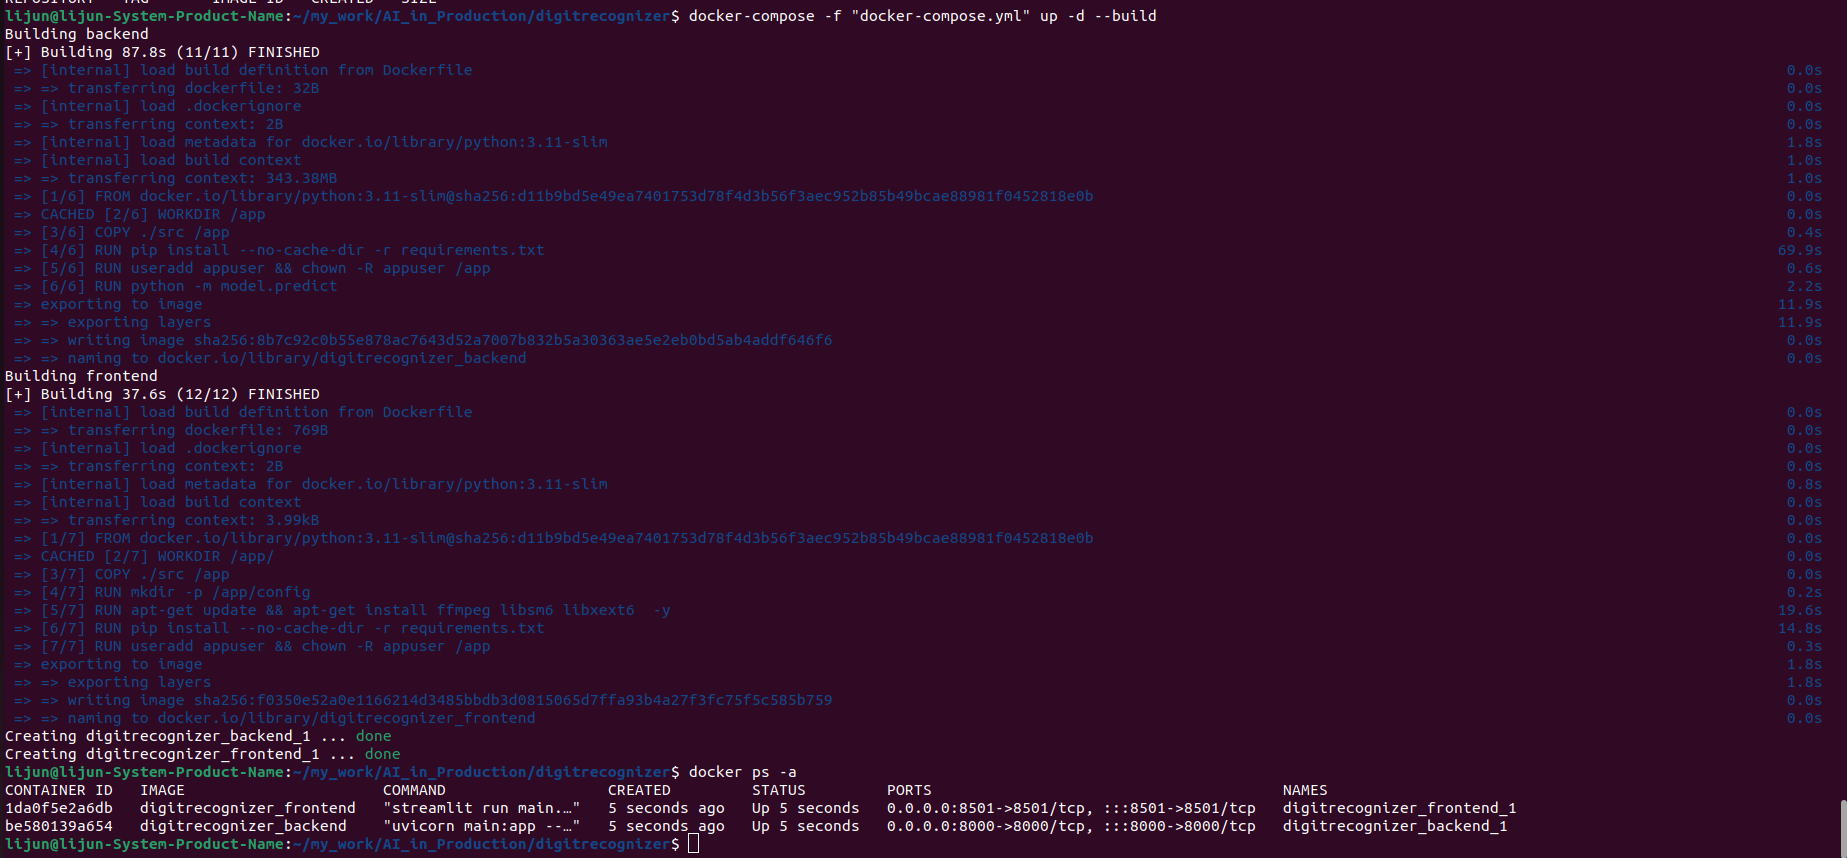 REPOSITORY   TAG       IMAGE ID   CREATED   SIZE
lijun@lijun-System-Product-Name:~/my_work/AI_in_Production/digitrecognizer$ docker-compose -f "docker-compose.yml" up -d --build
Building backend
[+] Building 87.8s (11/11) FINISHED
=> [internal] load build definition from Dockerfile 0.0s
=> => transferring dockerfile: 32B 0.0s
=> [internal] load .dockerignore 0.0s
=> => transferring context: 2B 0.0s
=> [internal] load metadata for docker.io/library/python:3.11-slim 1.8s
=> [internal] load build context 1.0s
=> => transferring context: 343.38MB 1.0s
=> [1/6] FROM docker.io/library/python:3.11-slim@sha256:d11b9bd5e49ea7401753d78f4d3b56f3aec952b85b49bcae88981f0452818e0b 0.0s
=> CACHED [2/6] WORKDIR /app 0.0s
=> [3/6] COPY ./src /app 0.4s
=> [4/6] RUN pip install --no-cache-dir -r requirements.txt 69.9s
=> [5/6] RUN useradd appuser && chown -R appuser /app 0.6s
=> [6/6] RUN python -m model.predict 2.2s
=> exporting to image 11.9s
=> => exporting layers 11.9s
=> => writing image sha256:8b7c92c0b55e878ac7643d52a7007b832b5a30363ae5e2eb0bd5ab4addf646f6 0.0s
=> => naming to docker.io/library/digitrecognizer_backend 0.0s
Building frontend
[+] Building 37.6s (12/12) FINISHED
=> [internal] load build definition from Dockerfile 0.0s
=> => transferring dockerfile: 769B 0.0s
=> [internal] load .dockerignore 0.0s
=> => transferring context: 2B 0.0s
=> [internal] load metadata for docker.io/library/python:3.11-slim 0.8s
=> [internal] load build context 0.0s
=> => transferring context: 3.99kB 0.0s
=> [1/7] FROM docker.io/library/python:3.11-slim@sha256:d11b9bd5e49ea7401753d78f4d3b56f3aec952b85b49bcae88981f0452818e0b 0.0s
=> CACHED [2/7] WORKDIR /app/ 0.0s
=> [3/7] COPY ./src /app 0.0s
=> [4/7] RUN mkdir -p /app/config 0.2s
=> [5/7] RUN apt-get update && apt-get install ffmpeg libsm6 libxext6  -y 19.6s
=> [6/7] RUN pip install --no-cache-dir -r requirements.txt 14.8s
=> [7/7] RUN useradd appuser && chown -R appuser /app 0.3s
=> exporting to image 1.8s
=> => exporting layers 1.8s
=> => writing image sha256:f0350e52a0e1166214d3485bbdb3d0815065d7ffa93b4a27f3fc75f5c585b759 0.0s
=> => naming to docker.io/library/digitrecognizer_frontend 0.0s
Creating digitrecognizer_backend_1 ... done
Creating digitrecognizer_frontend_1 ... done
lijun@lijun-System-Product-Name:~/my_work/AI_in_Production/digitrecognizer$ docker ps -a
CONTAINER ID   IMAGE                      COMMAND                  CREATED         STATUS         PORTS                                       NAMES
1da0f5e2a6db   digitrecognizer_frontend   "streamlit run main.…"   5 seconds ago   Up 5 seconds   0.0.0.0:8501->8501/tcp, :::8501->8501/tcp   digitrecognizer_frontend_1
be580139a654   digitrecognizer_backend    "uvicorn main:app --…"   5 seconds ago   Up 5 seconds   0.0.0.0:8000->8000/tcp, :::8000->8000/tcp   digitrecognizer_backend_1
lijun@lijun-System-Product-Name:~/my_work/AI_in_Production/digitrecognizer$